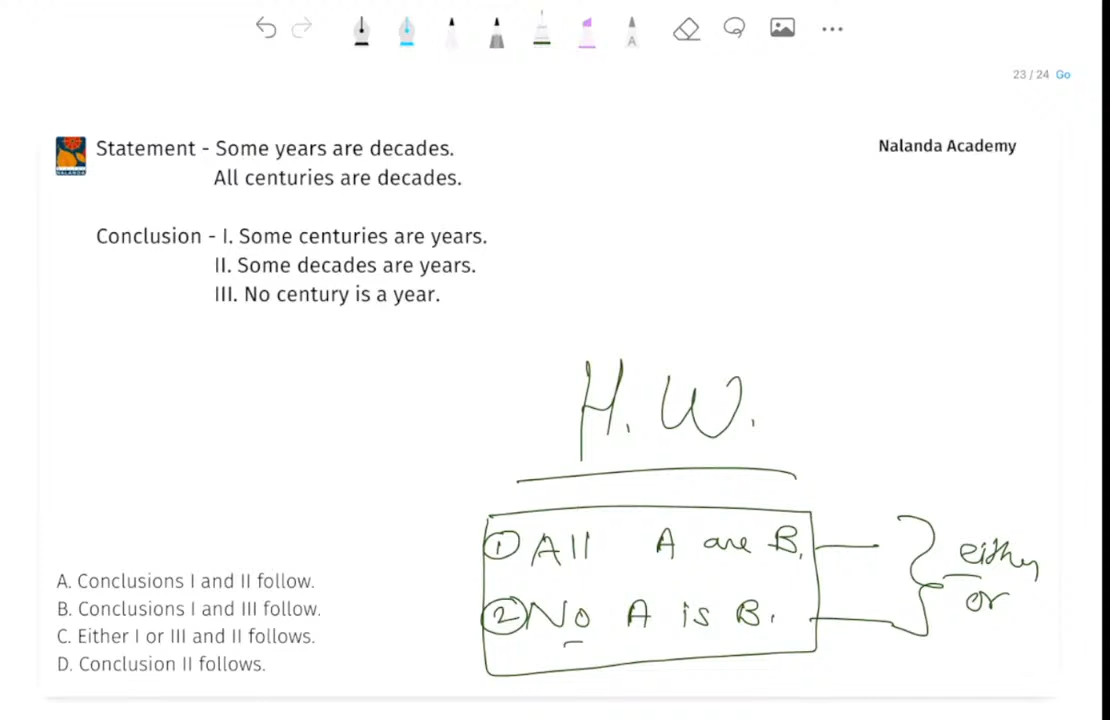 23 / 24 Go
Statement - Some years are decades.
Nalanda Academy
All centuries are decades.
Conclusion - I. Some centuries are years.
II. Some decades are years.
III. No century is a year.
H. W.
① All A are B.
② No A is B.
either
or
A. Conclusions I and II follow.
B. Conclusions I and III follow.
C. Either I or III and II follows.
D. Conclusion II follows.